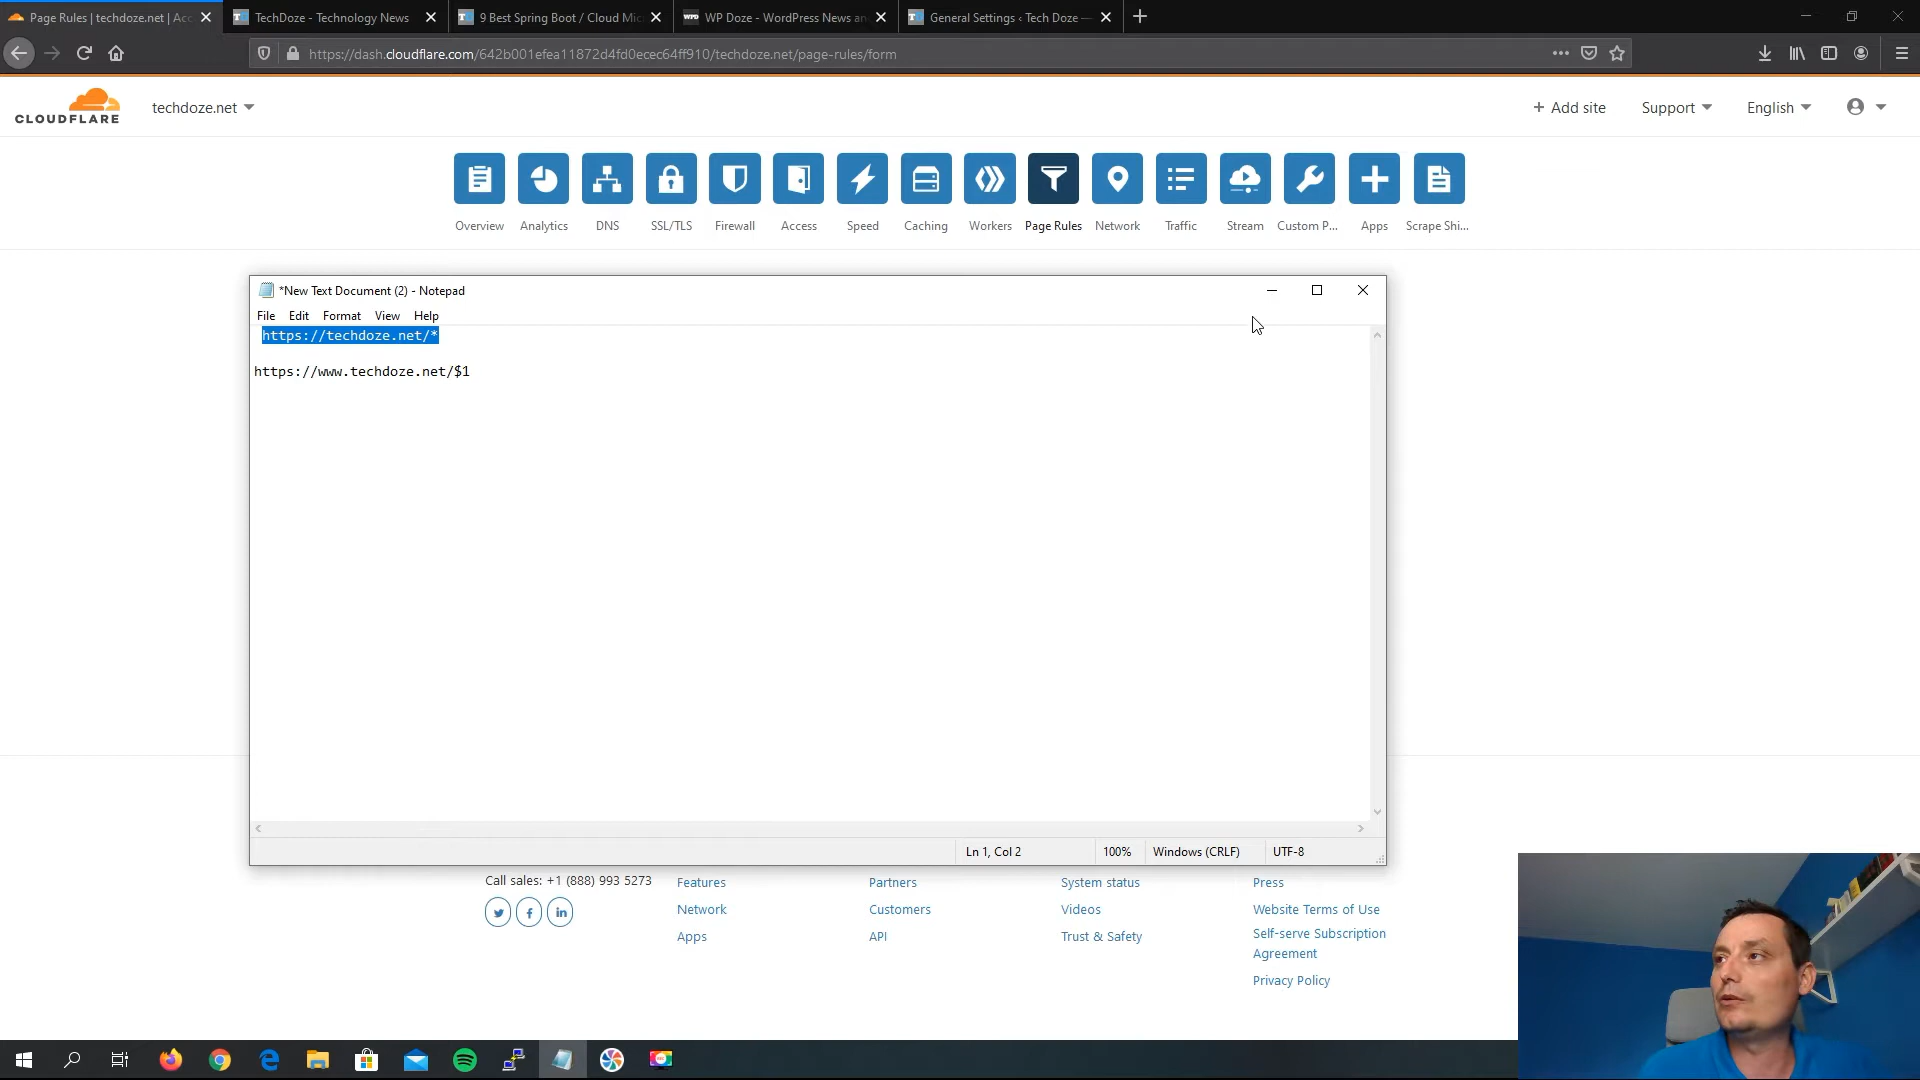 Page Rules | techdoze.net | Acc
TechDoze - Technology News
9 Best Spring Boot / Cloud Mic
WP Doze - WordPress News an
General Settings ‹ Tech Doze —
https://dash.cloudflare.com/642b001efea11872d4fd0ecec64ff910/techdoze.net/page-rules/form
CLOUDFLARE
techdoze.net
+ Add site
Support
English
Overview
Analytics
DNS
SSL/TLS
Firewall
Access
Speed
Caching
Workers
Page Rules
Network
Traffic
Stream
Custom P...
Apps
Scrape Shi...
*New Text Document (2) - Notepad
File Edit Format View Help
https://techdoze.net/*
https://www.techdoze.net/$1
Ln 1, Col 2
100%
Windows (CRLF)
UTF-8
Call sales: +1 (888) 993 5273
Features
Network
Apps
Partners
Customers
API
System status
Videos
Trust & Safety
Press
Website Terms of Use
Self-serve Subscription
Agreement
Privacy Policy